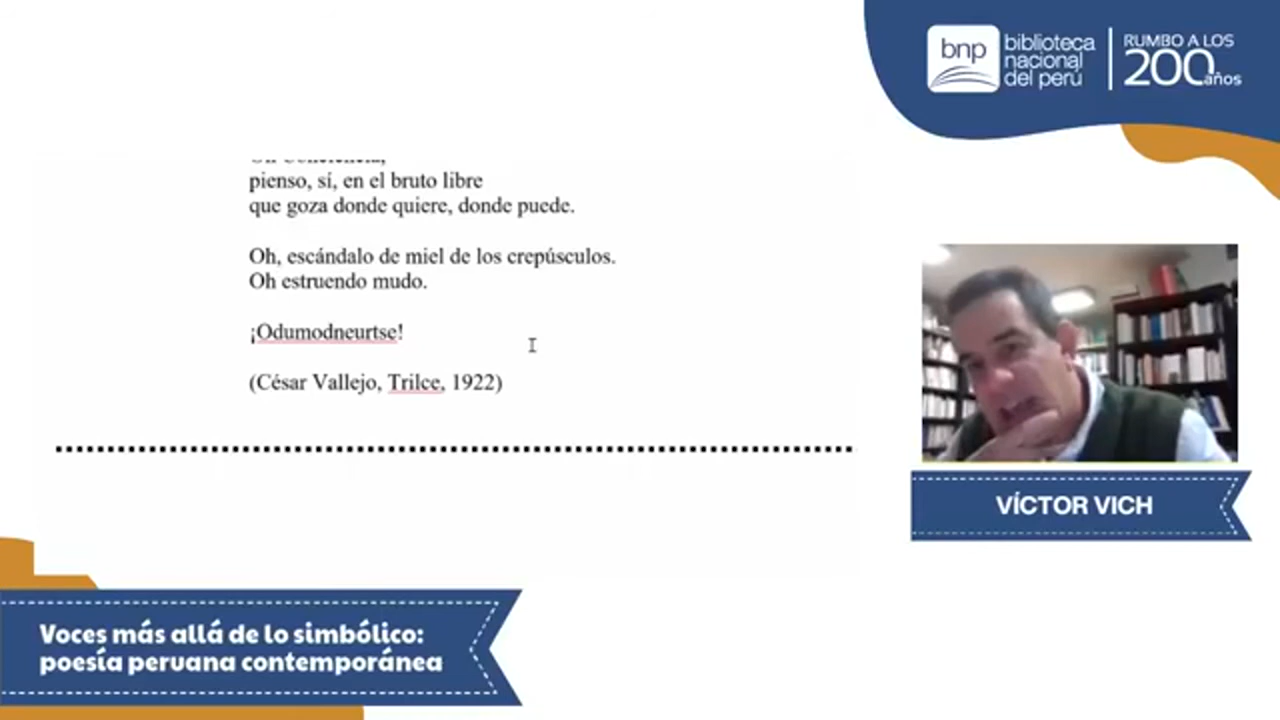 bnp
biblioteca
nacional
del perú
RUMBO A LOS
200
años
pienso, sí, en el bruto libre
que goza donde quiere, donde puede.
Oh, escándalo de miel de los crepúsculos.
Oh estruendo mudo.
¡Odumodneurtse!
(César Vallejo, Trilce, 1922)
VÍCTOR VICH
Voces más allá de lo simbólico:
poesía peruana contemporánea